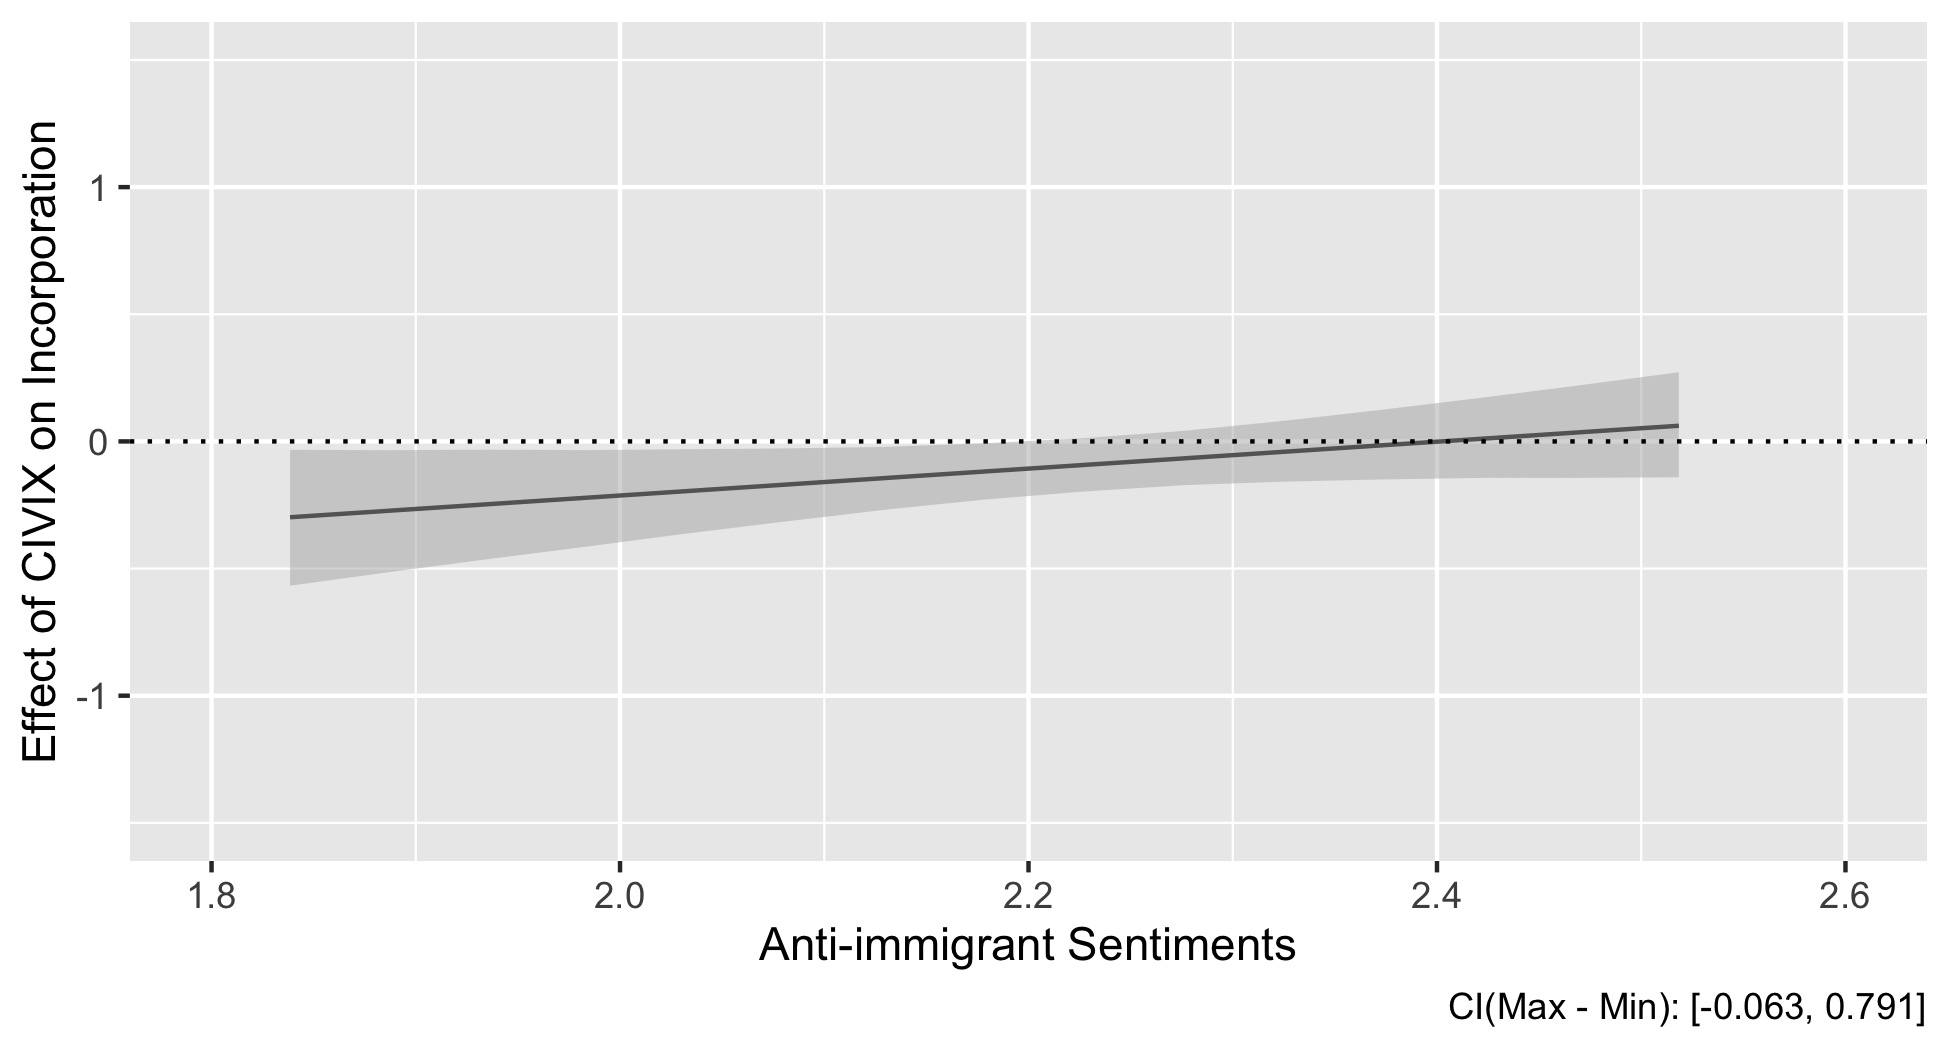 Effect of CIVIX on Incorporation
1
0
-1
1.8 2.0 2.2 2.4 2.6
Anti-immigrant Sentiments
CI(Max - Min): [-0.063, 0.791]